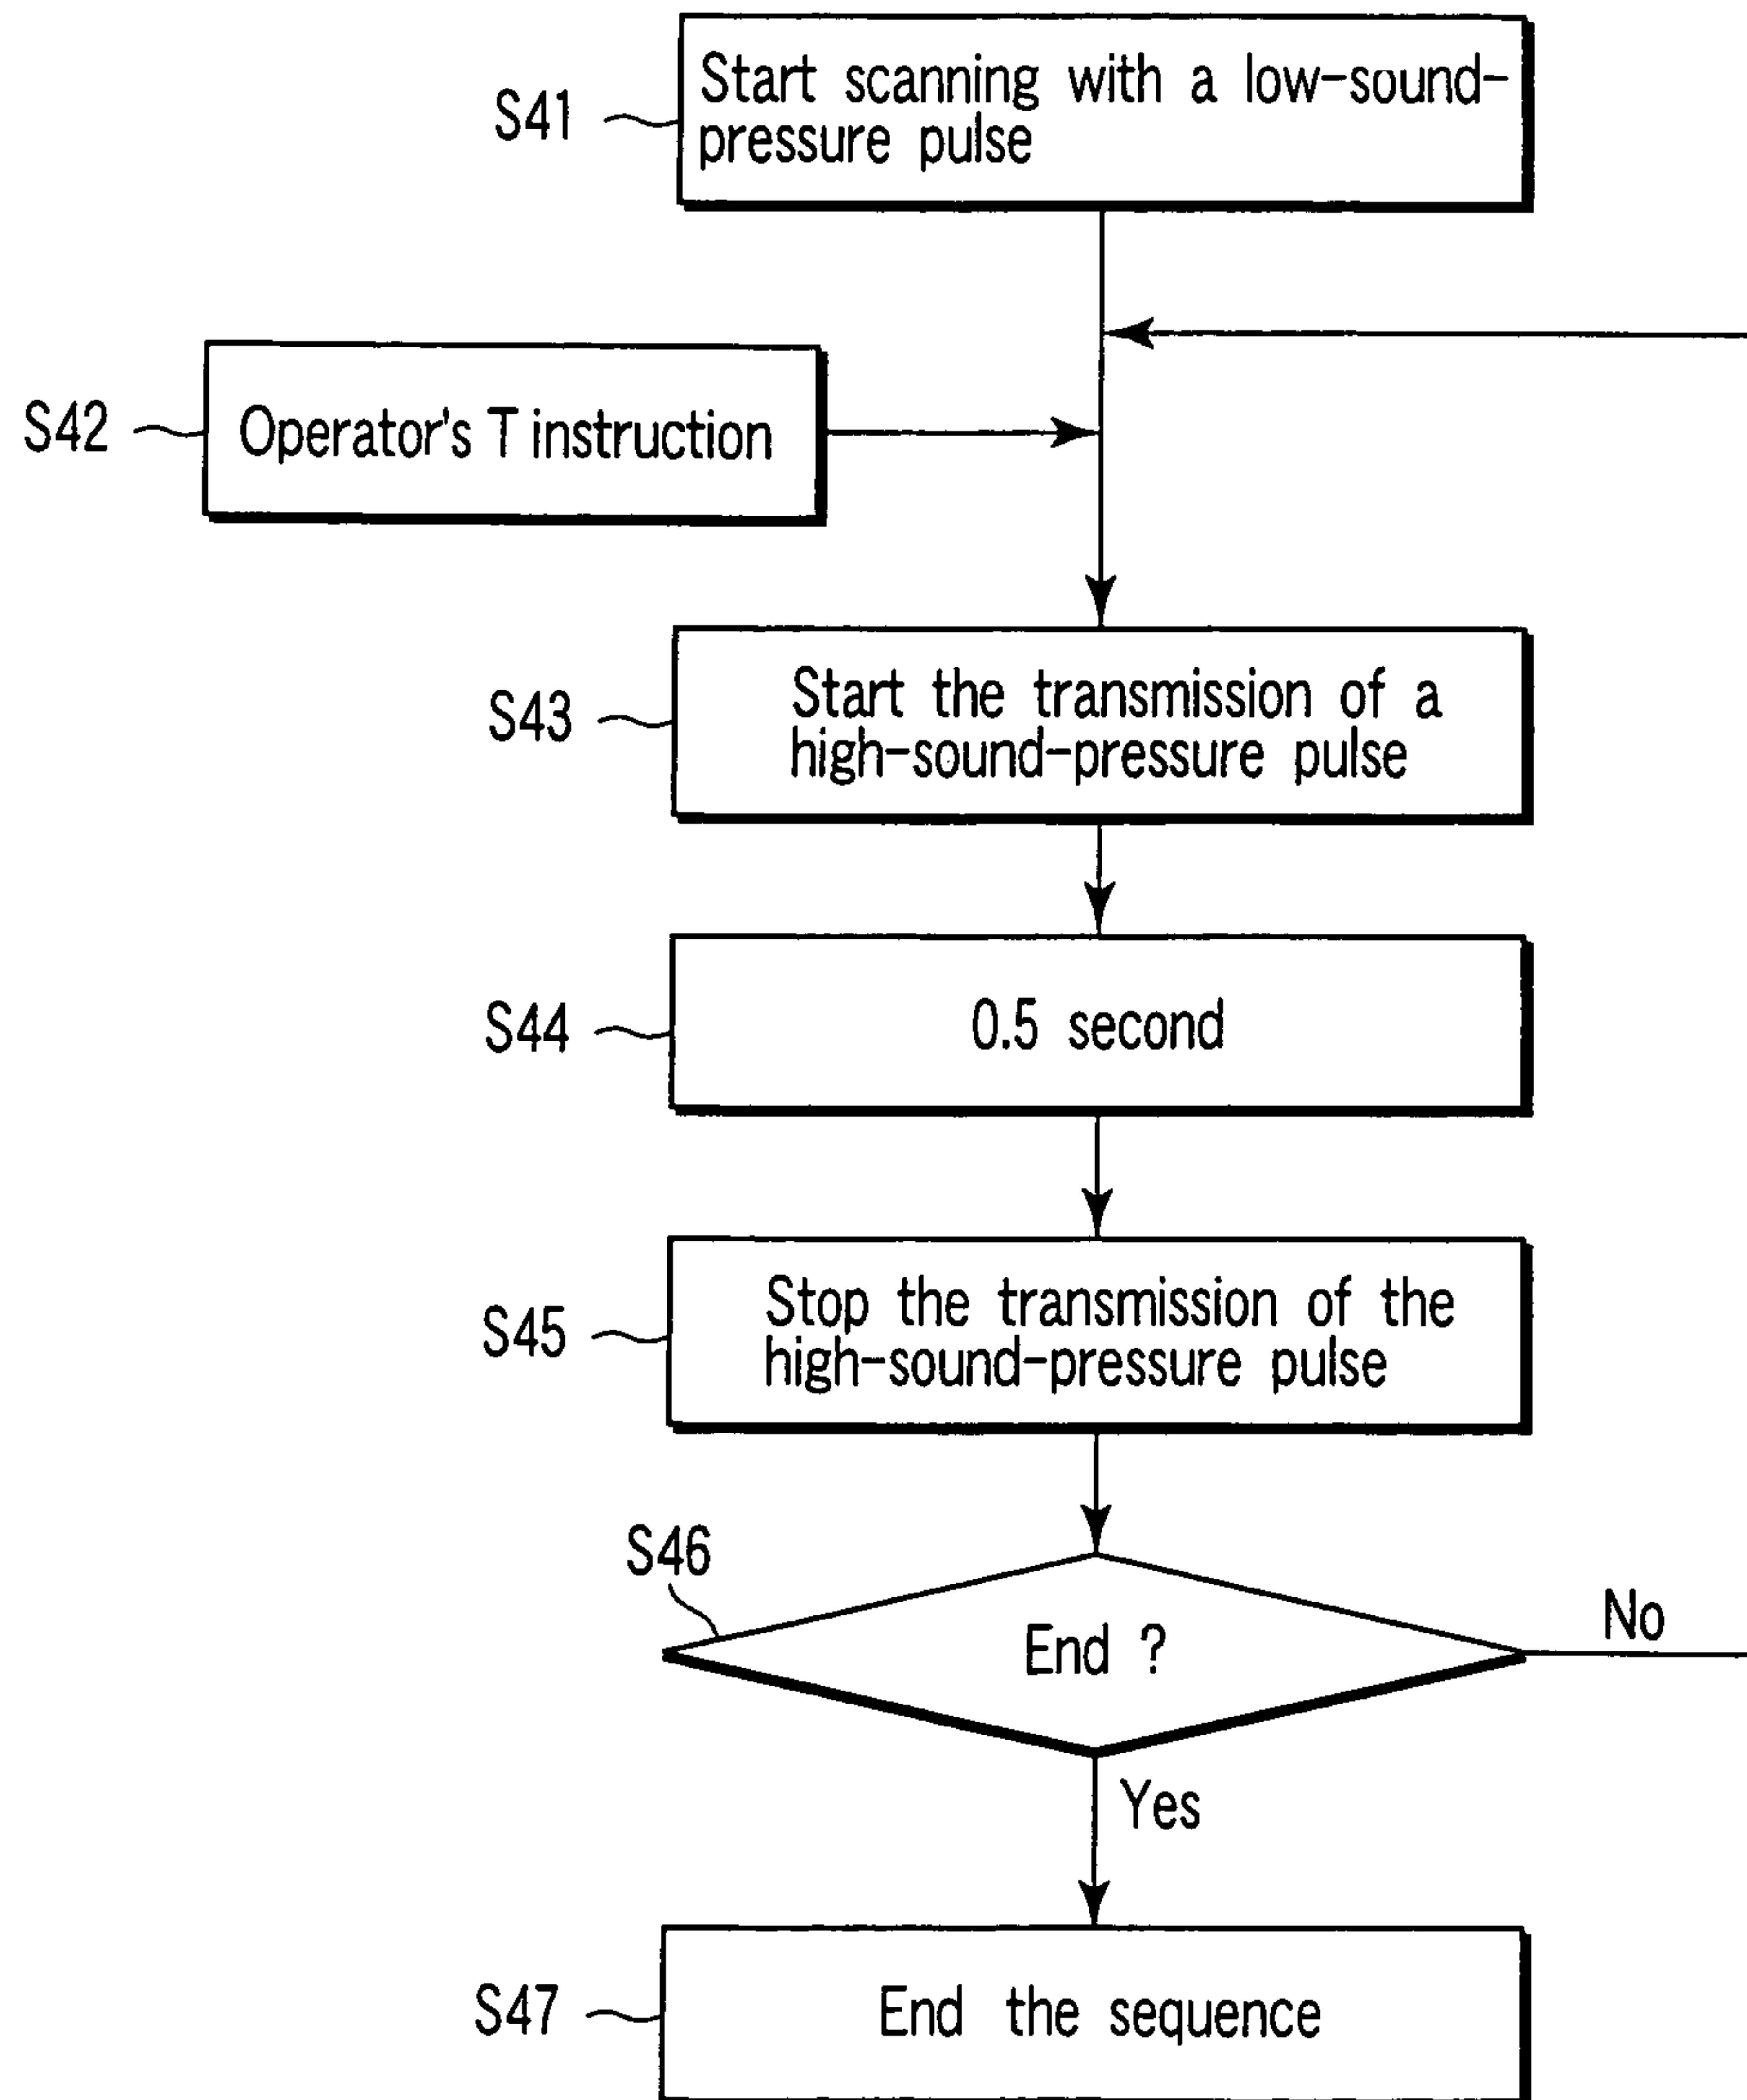 S41
Start scanning with a low-sound-
pressure pulse
S42
Operator's T instruction
S43
Start the transmission of a
high-sound-pressure pulse
S44
0.5 second
S45
Stop the transmission of the
high-sound-pressure pulse
S46
End ?
No
Yes
S47
End the sequence